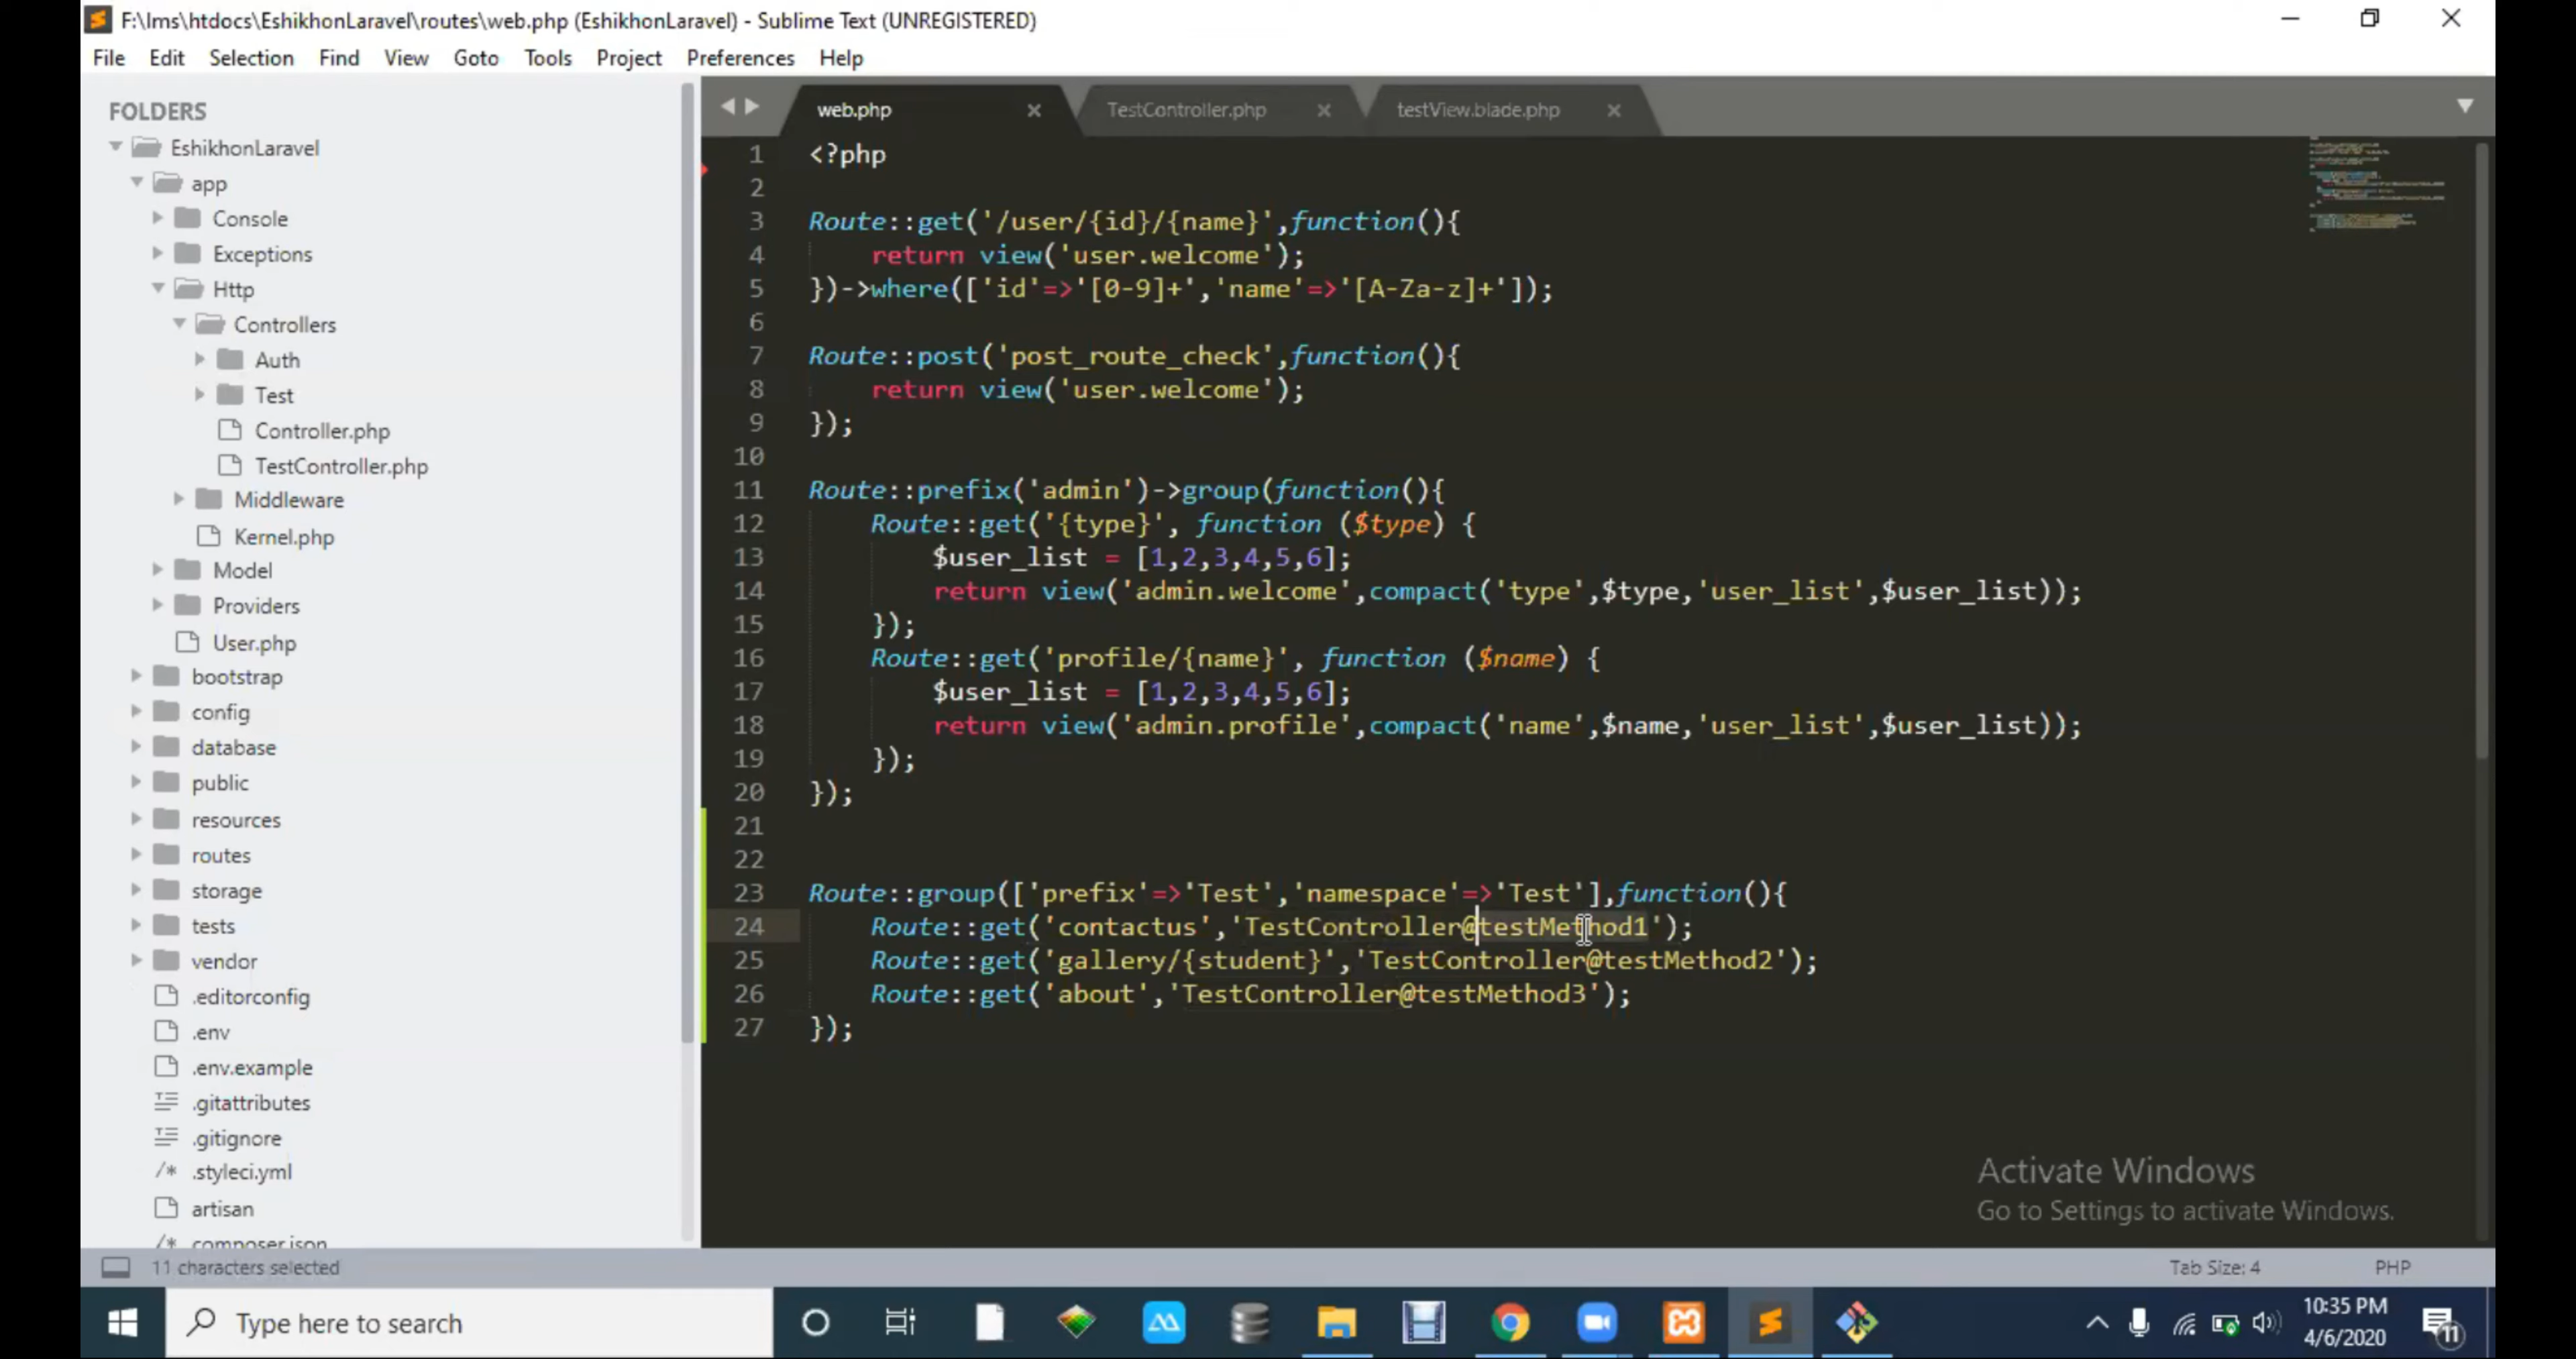 F:\lms\htdocs\EshikhonLaravel\routes\web.php (EshikhonLaravel) - Sublime Text (UNREGISTERED)
File Edit Selection Find View Goto Tools Project Preferences Help
FOLDERS
EshikhonLaravel
app
Console
Exceptions
Http
Controllers
Auth
Test
Controller.php
TestController.php
Middleware
Kernel.php
Model
Providers
User.php
bootstrap
config
database
public
resources
routes
storage
tests
vendor
.editorconfig
.env
.env.example
.gitattributes
.gitignore
.styleci.yml
artisan
composer.json
web.php TestController.php testView.blade.php
1 <?php
2
3 Route::get('/user/{id}/{name}',function(){
4 return view('user.welcome');
5 })->where(['id'=>'[0-9]+','name'=>'[A-Za-z]+']);
6
7 Route::post('post_route_check',function(){
8 return view('user.welcome');
9 });
10
11 Route::prefix('admin')->group(function(){
12 Route::get('{type}', function ($type) {
13 $user_list = [1,2,3,4,5,6];
14 return view('admin.welcome',compact('type',$type,'user_list',$user_list));
15 });
16 Route::get('profile/{name}', function ($name) {
17 $user_list = [1,2,3,4,5,6];
18 return view('admin.profile',compact('name',$name,'user_list',$user_list));
19 });
20 });
21
22
23 Route::group(['prefix'=>'Test','namespace'=>'Test'],function(){
24 Route::get('contactus','TestController@testMethod1');
25 Route::get('gallery/{student}','TestController@testMethod2');
26 Route::get('about','TestController@testMethod3');
27 });
Activate Windows
Go to Settings to activate Windows.
11 characters selected Tab Size: 4 PHP
Type here to search
10:35 PM
4/6/2020
11